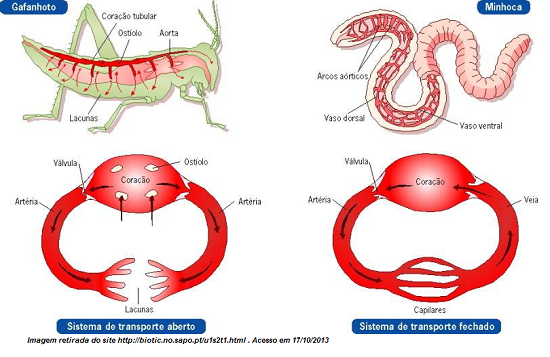 Gafanhoto
Coração tubular
Ostíolo
Aorta
Lacunas
Minhoca
Arcos aórticos
Vaso dorsal
Vaso ventral
Válvula
Ostíolo
Coração
Artéria
Artéria
Lacunas
Sistema de transporte aberto
Válvula
Coração
Artéria
Veia
Capilares
Sistema de transporte fechado
Imagem retirada do site http://biotic.no.sapo.pt/u1s2t1.html . Acesso em 17/10/2013